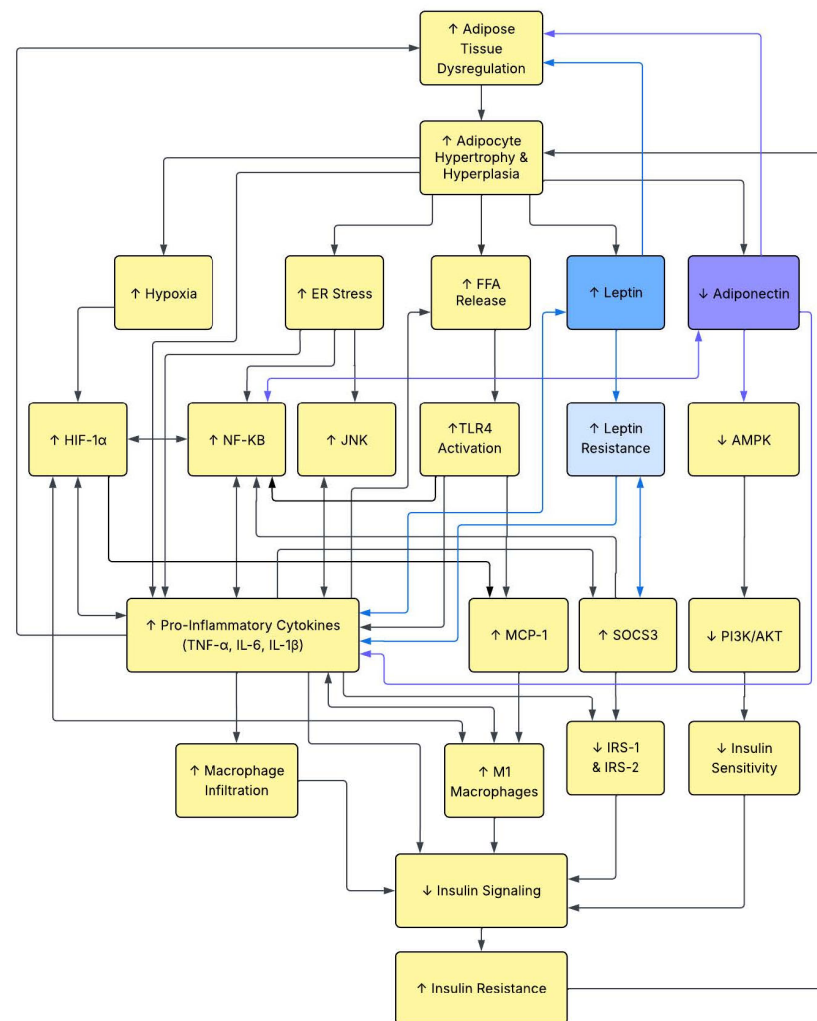 ↑ Adipose
Tissue
Dysregulation
↑ Adipocyte
Hypertrophy &
Hyperplasia
↑ Hypoxia
↑ ER Stress
↑ FFA
Release
↑ Leptin
↓ Adiponectin
↑ HIF-1α
↑ NF-KB
↑ JNK
↑TLR4
Activation
↑ Leptin
Resistance
↓ AMPK
↑ Pro-Inflammatory Cytokines
(TNF-α, IL-6, IL-1β)
↑ MCP-1
↑ SOCS3
↓ PI3K/AKT
↑ Macrophage
Infiltration
↑ M1
Macrophages
↓ IRS-1
& IRS-2
↓ Insulin
Sensitivity
↓ Insulin Signaling
↑ Insulin Resistance